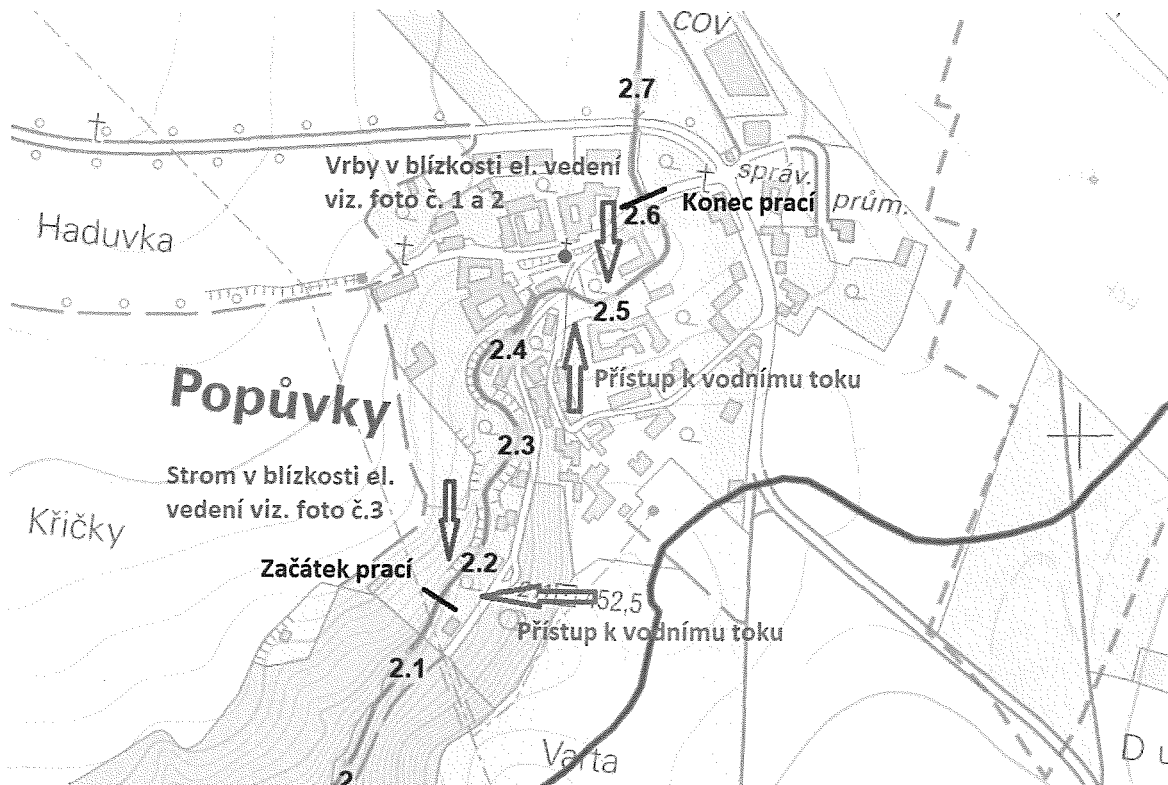 ČOV
2.7
Vrby v blízkosti el. vedení
viz. foto č. 1 a 2
správ.
prům.
Konec prací
2.6
Haduvka
2.5
2.4
Přístup k vodnímu toku
Popůvky
2.3
Strom v blízkosti el.
vedení viz. foto č.3
Křičky
2.2
Začátek prací
52,5
Přístup k vodnímu toku
2.1
Varta
2
D u